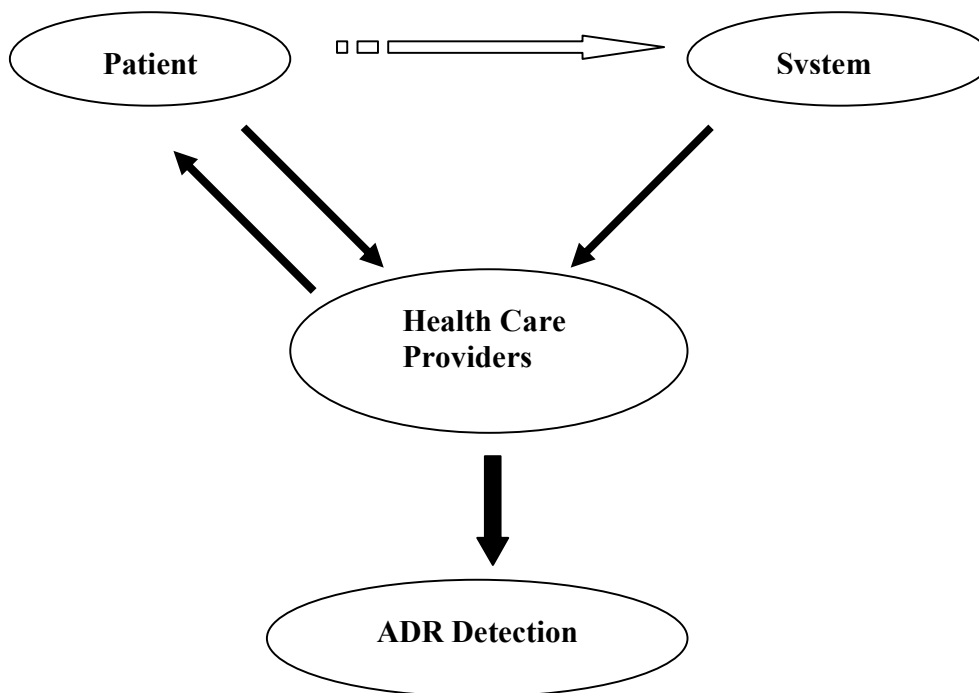 Patient
Svstem
Health Care
Providers
ADR Detection